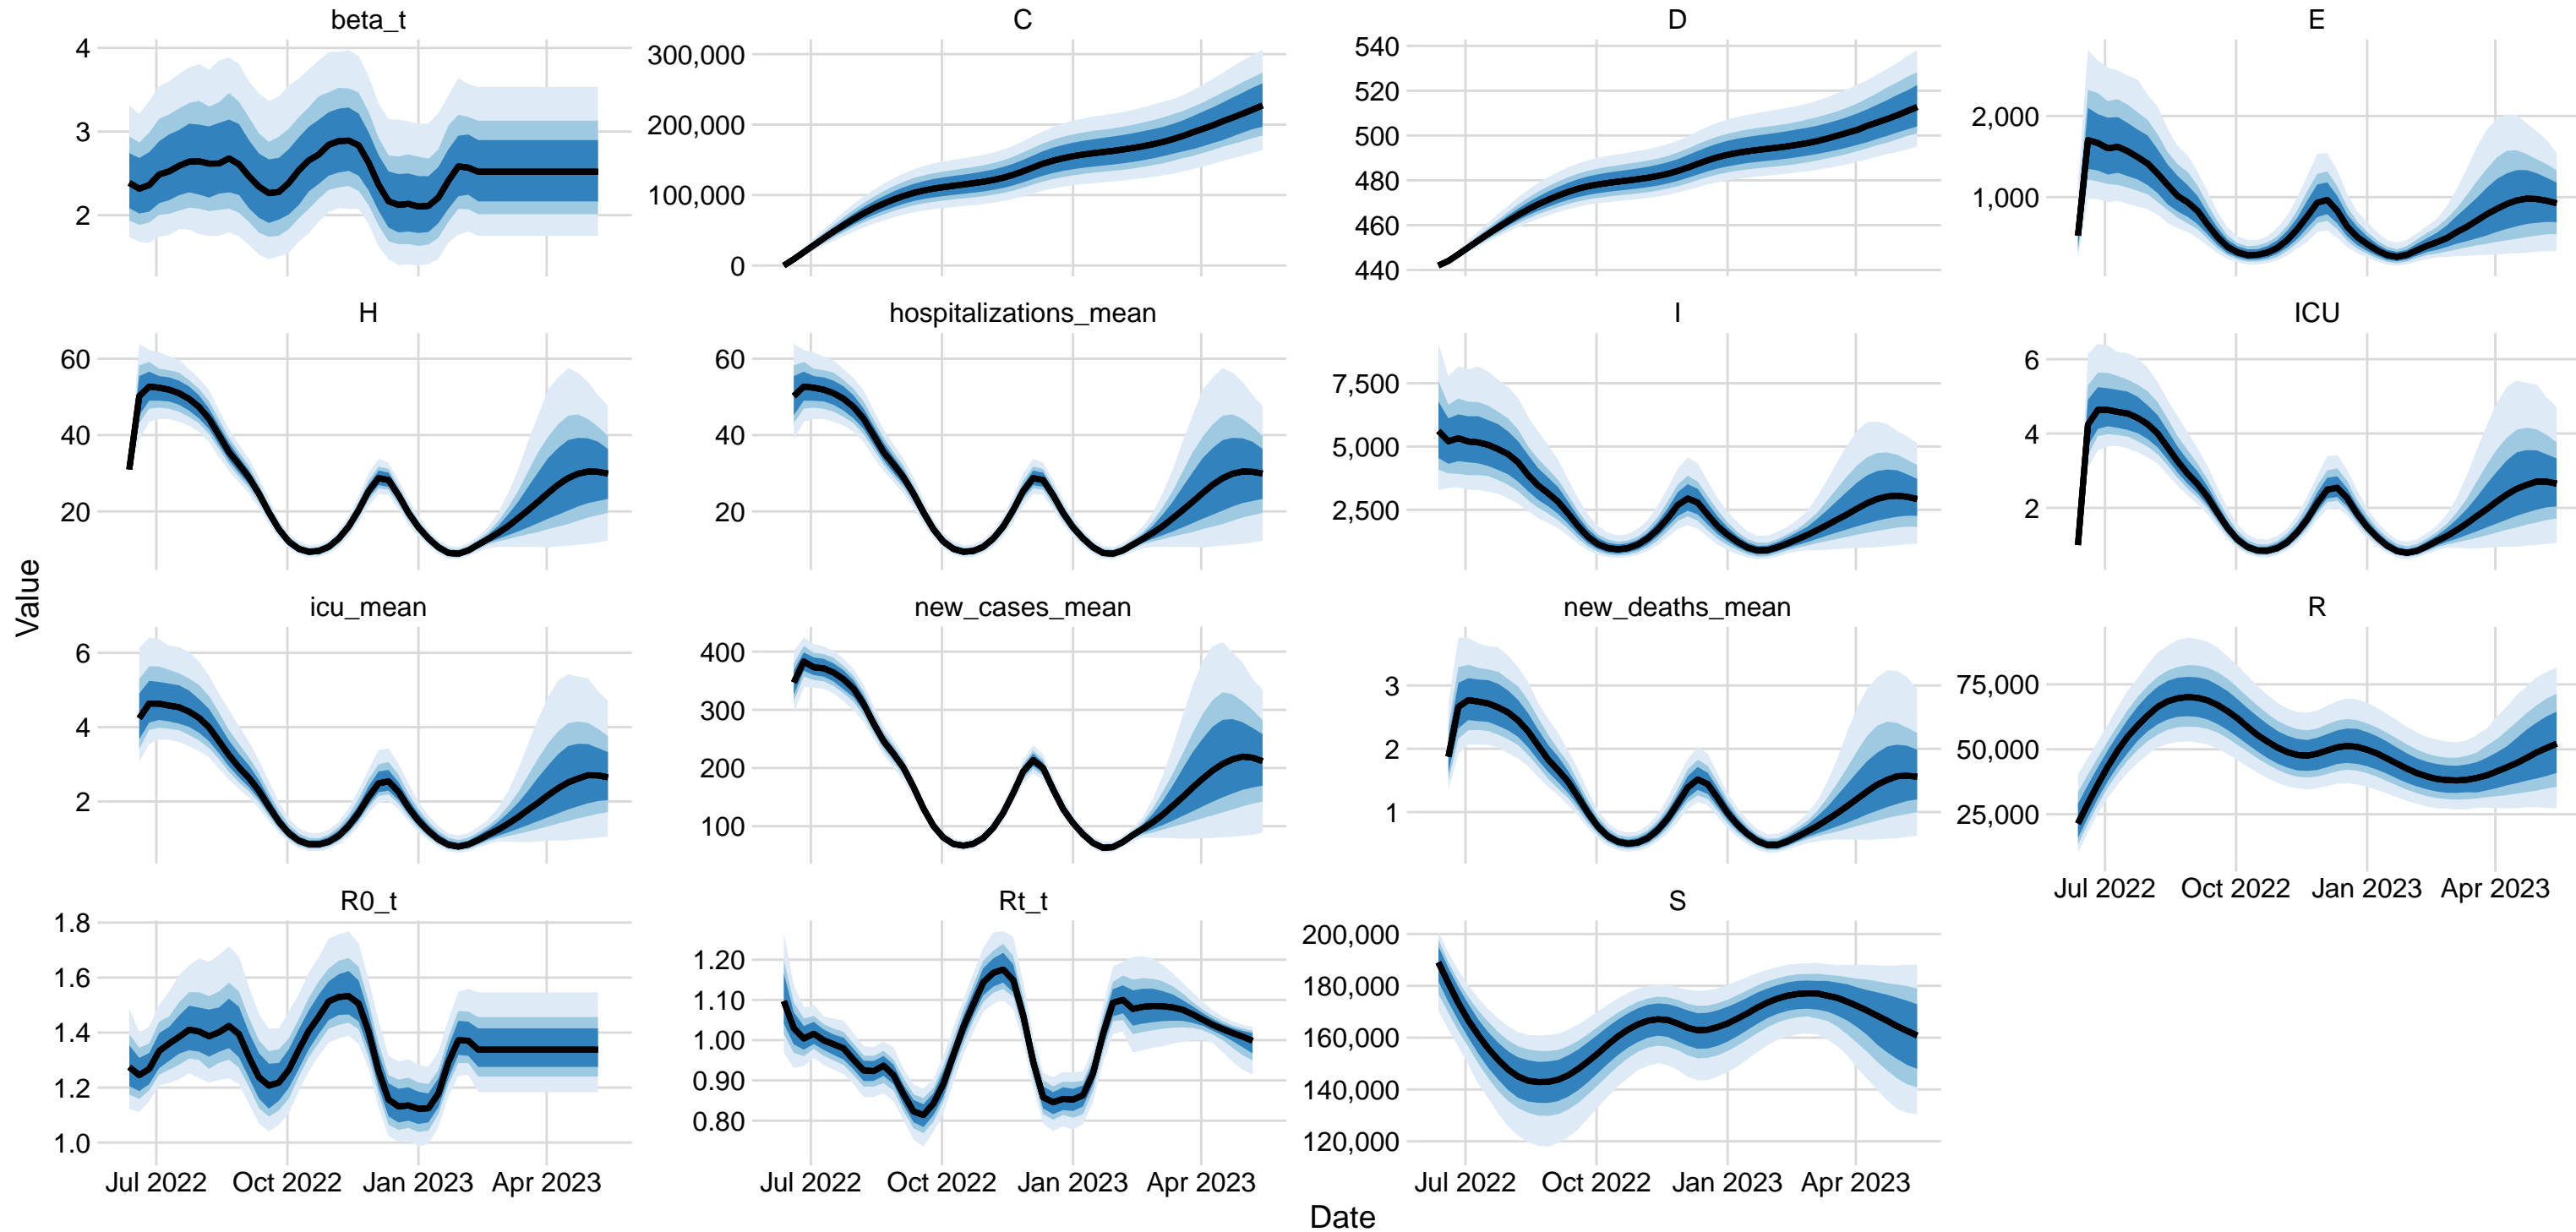 beta_t
C
D
E
4
3
2
300,000
200,000
100,000
0
540
520
500
480
460
440
2,000
1,000
H
hospitalizations_mean
I
ICU
60
40
20
60
40
20
7,500
5,000
2,500
6
4
2
icu_mean
new_cases_mean
new_deaths_mean
R
6
4
2
400
300
200
100
3
2
1
75,000
50,000
25,000
Jul 2022 Oct 2022 Jan 2023 Apr 2023
R0_t
Rt_t
S
1.8
1.6
1.4
1.2
1.0
1.20
1.10
1.00
0.90
0.80
200,000
180,000
160,000
140,000
120,000
Jul 2022 Oct 2022 Jan 2023 Apr 2023
Jul 2022 Oct 2022 Jan 2023 Apr 2023
Jul 2022 Oct 2022 Jan 2023 Apr 2023
Value
Date